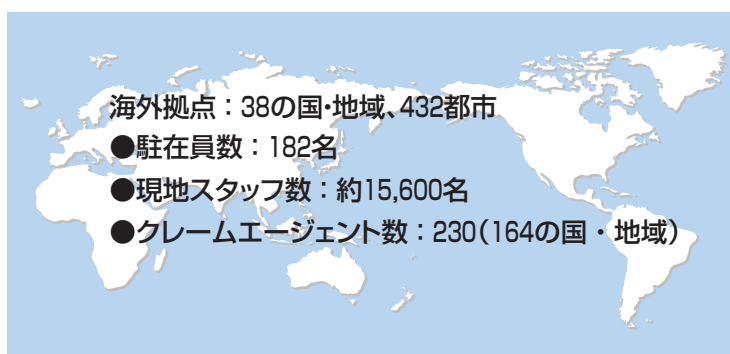 海外拠点：38の国・地域、432都市
●駐在員数：182名
●現地スタッフ数：約15,600名
●クレームエージェント数：230（164の国・地域）